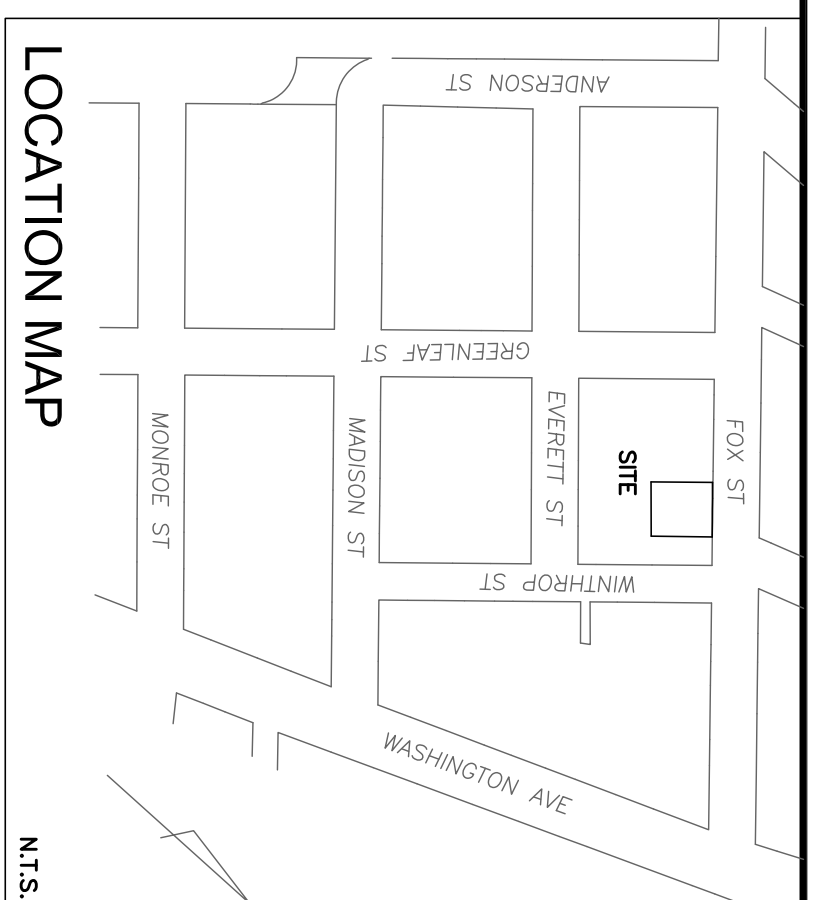 ANDERSON ST
GREENLEAF ST
FOX ST
EVERETT ST
SITE
MADISON ST
MONROE ST
WINTHROP ST
WASHINGTON AVE
LOCATION MAP
N.T.S.